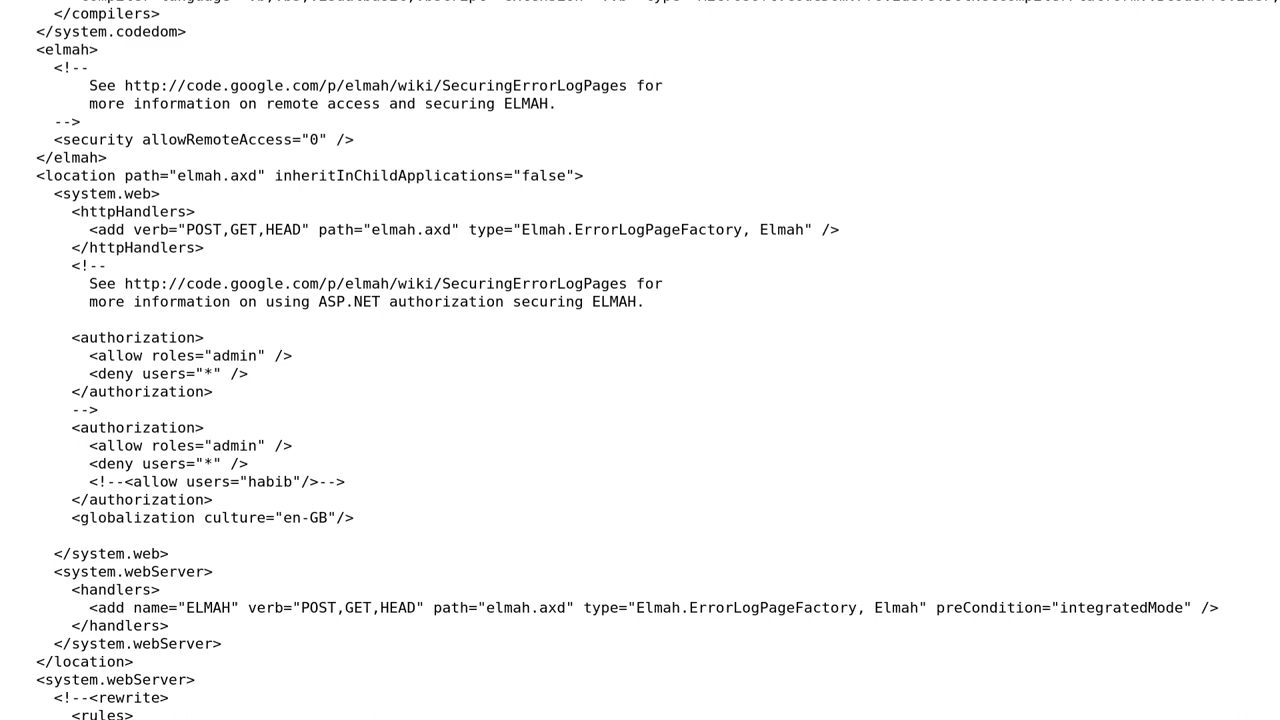 </compilers>
</system.codedom>
<elmah>
<!--
See http://code.google.com/p/elmah/wiki/SecuringErrorLogPages for
more information on remote access and securing ELMAH.
-->
<security allowRemoteAccess="0" />
</elmah>
<location path="elmah.axd" inheritInChildApplications="false">
<system.web>
<httpHandlers>
<add verb="POST,GET,HEAD" path="elmah.axd" type="Elmah.ErrorLogPageFactory, Elmah" />
</httpHandlers>
<!--
See http://code.google.com/p/elmah/wiki/SecuringErrorLogPages for
more information on using ASP.NET authorization securing ELMAH.
<authorization>
<allow roles="admin" />
<deny users="*" />
</authorization>
-->
<authorization>
<allow roles="admin" />
<deny users="*" />
<!--<allow users="habib"/>-->
</authorization>
<globalization culture="en-GB"/>
</system.web>
<system.webServer>
<handlers>
<add name="ELMAH" verb="POST,GET,HEAD" path="elmah.axd" type="Elmah.ErrorLogPageFactory, Elmah" preCondition="integratedMode" />
</handlers>
</system.webServer>
</location>
<system.webServer>
<!--<rewrite>
<rules>